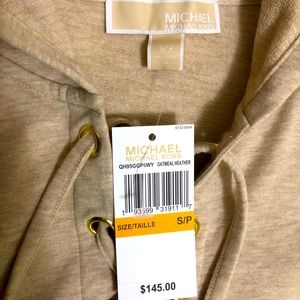 MICHAEL
MICHAEL KORS
S/P
MICHAEL
MICHAEL KORS
OATMEAL HEATHER
SIZE/TAILLE
S/P
$145.00